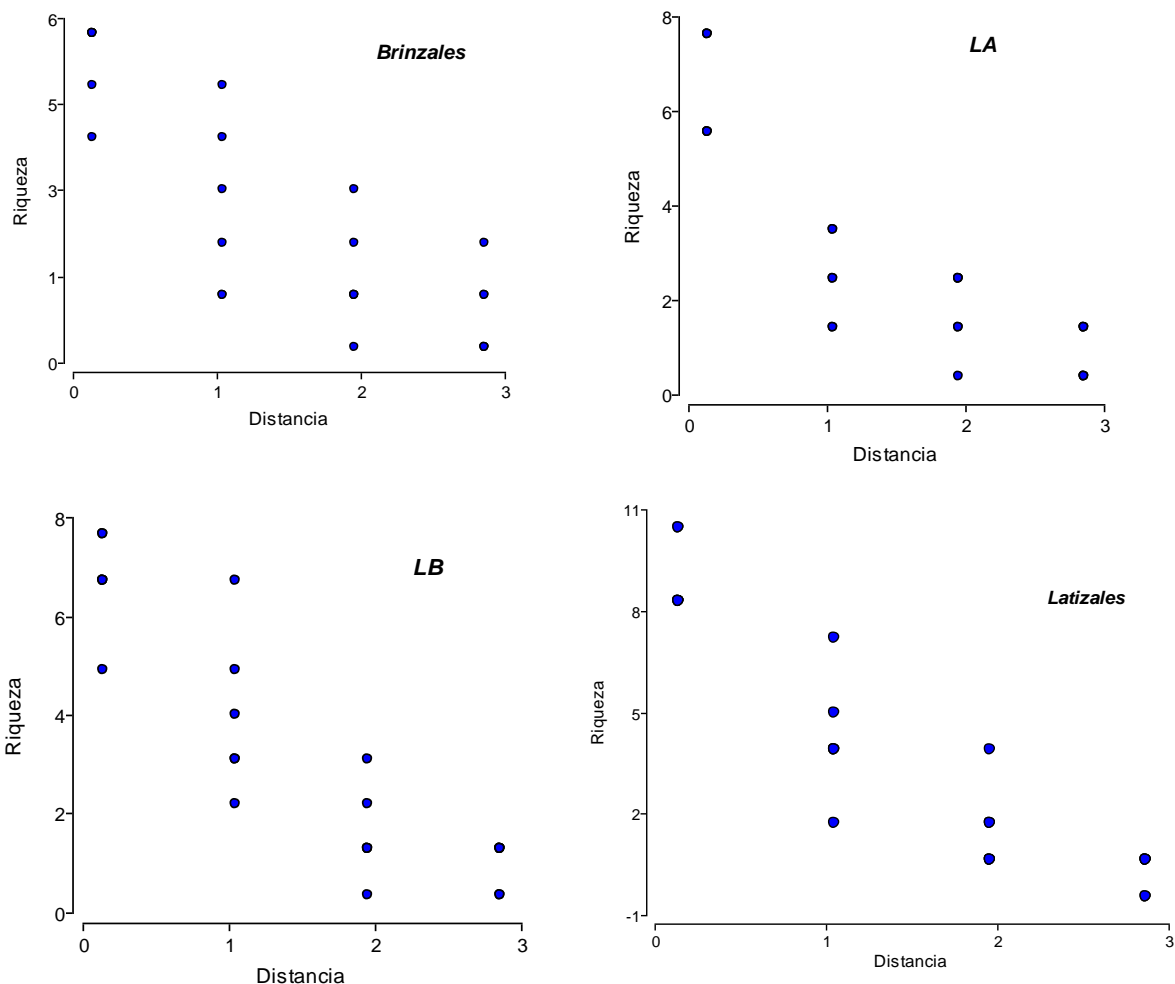 Brinzales
Riqueza
6
5
3
1
0
0 1 2 3
Distancia
LA
Riqueza
8
6
4
2
0
0 1 2 3
Distancia
LB
Riqueza
8
6
4
2
0
0 1 2 3
Distancia
Latizales
Riqueza
11
8
5
2
-1
0 1 2 3
Distancia